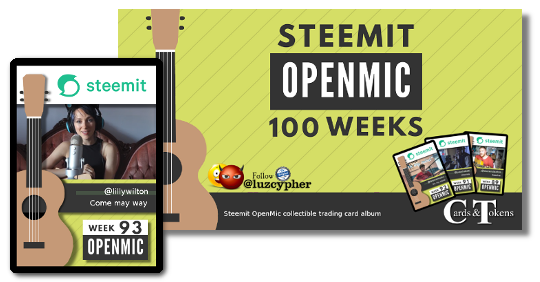 STEEMIT
OPENMIC
100 WEEKS
Follow
@luzcypher
Steemit OpenMic collectible trading card album
Cards & Tokens
steemit
@lillywilton
Come may way
WEEK 93
OPENMIC